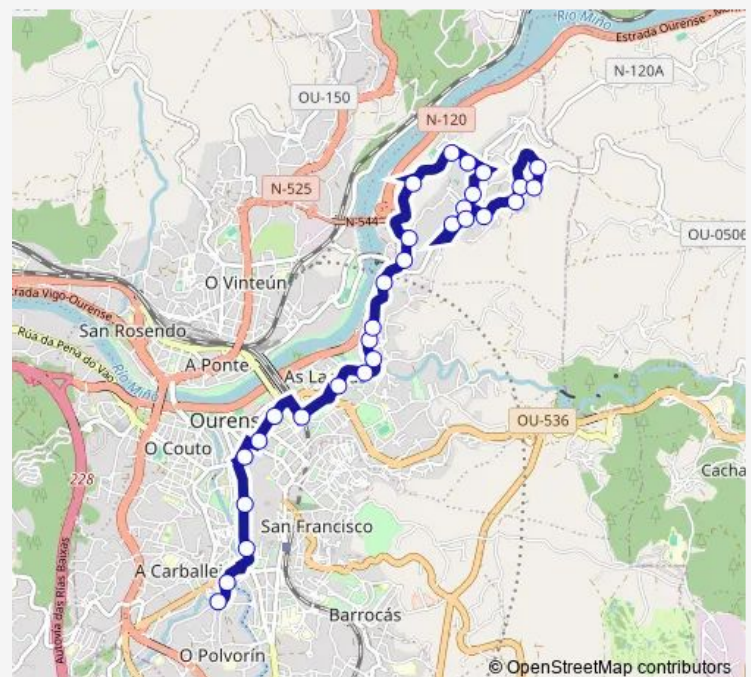 Río Miño
Estrada Ourense - Monf
N-120A
OU-150
N-120
N-525
N-544
OU-0506
O Vinteún
Estrada Vigo-Ourense
San Rosendo
Rúa da Pena do Vao
A Ponte
Río Miño
As La
Ourens
OU-536
O Couto
Cacha
228
San Francisco
A Carballe
Autovía das Rías Baixas
Barrocás
O Polvorín
© OpenStreetMap contributors